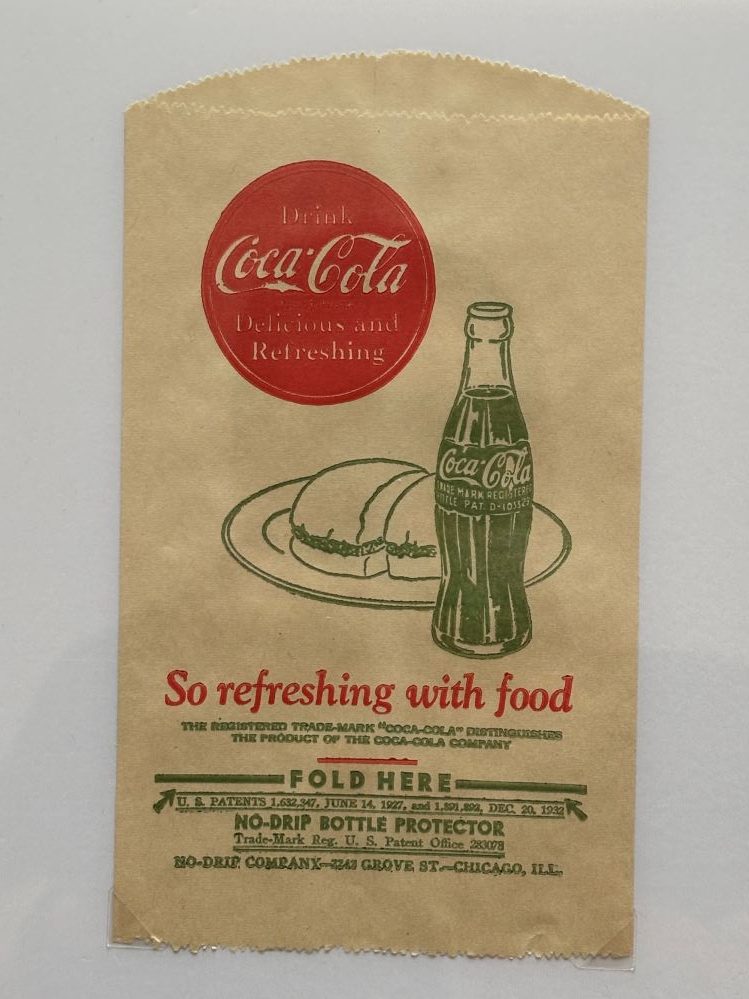 Drink
Coca-Cola
Delicious and
Refreshing
Coca-Cola
TRADE MARK REGISTERED
BOTTLE PAT. D-105529
So refreshing with food
THE REGISTERED TRADE-MARK "COCA-COLA" DISTINGUISHES
THE PRODUCT OF THE COCA-COLA COMPANY
FOLD HERE
U. S. PATENTS 1,632,347, JUNE 14, 1927, and 1,891,892, DEC. 20, 1932
NO-DRIP BOTTLE PROTECTOR
Trade-Mark Reg. U. S. Patent Office 283078
NO-DRIP COMPANY—GROVE ST.—CHICAGO, ILL.